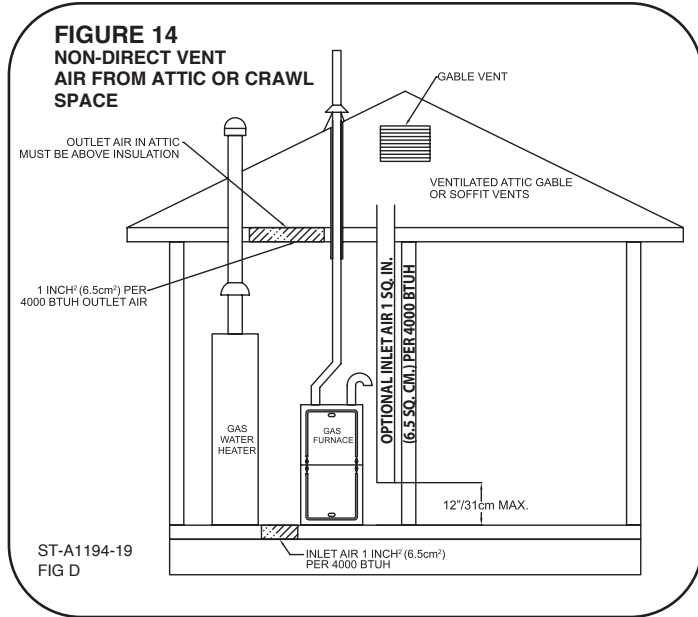 FIGURE 14
NON-DIRECT VENT
AIR FROM ATTIC OR CRAWL
SPACE
GABLE VENT
OUTLET AIR IN ATTIC
MUST BE ABOVE INSULATION
VENTILATED ATTIC GABLE
OR SOFFIT VENTS
1 INCH² (6.5cm²) PER
4000 BTUH OUTLET AIR
OPTIONAL INLET AIR 1 SQ. IN.
(6.5 SQ. CM.) PER 4000 BTUH
GAS
WATER
HEATER
GAS
FURNACE
12"/31cm MAX.
ST-A1194-19
FIG D
INLET AIR 1 INCH² (6.5cm²)
PER 4000 BTUH